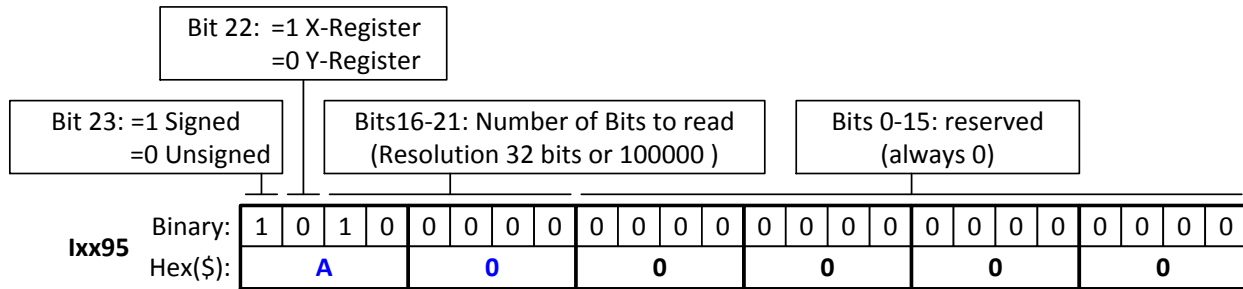 Bit 22: =1 X-Register
=0 Y-Register
Bit 23: =1 Signed
=0 Unsigned
Bits16-21: Number of Bits to read
(Resolution 32 bits or 100000 )
Bits 0-15: reserved
(always 0)
Ixx95
Binary: 1 0 1 0 0 0 0 0 0 0 0 0 0 0 0 0 0 0 0 0 0 0 0 0
Hex($): A 0 0 0 0 0